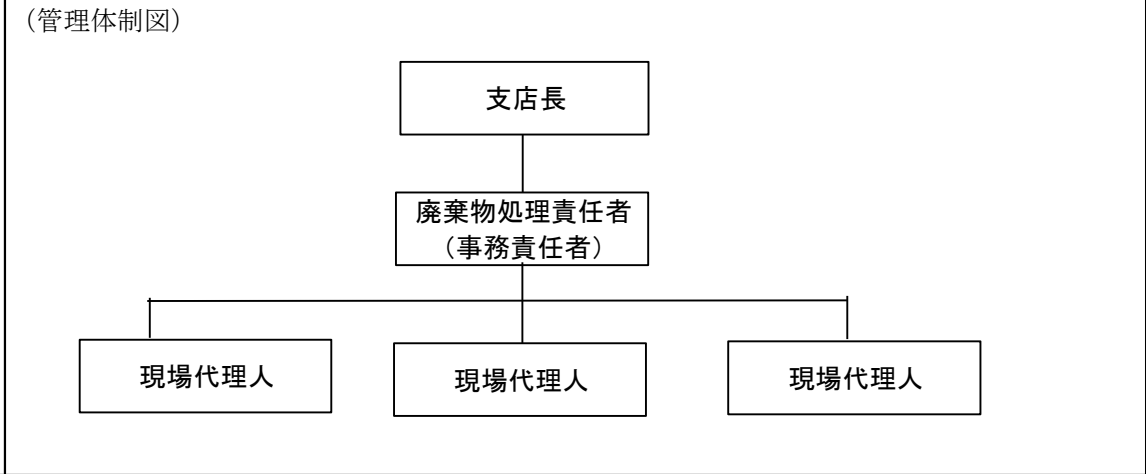 （管理体制図）
支店長
廃棄物処理責任者
（事務責任者）
現場代理人
現場代理人
現場代理人